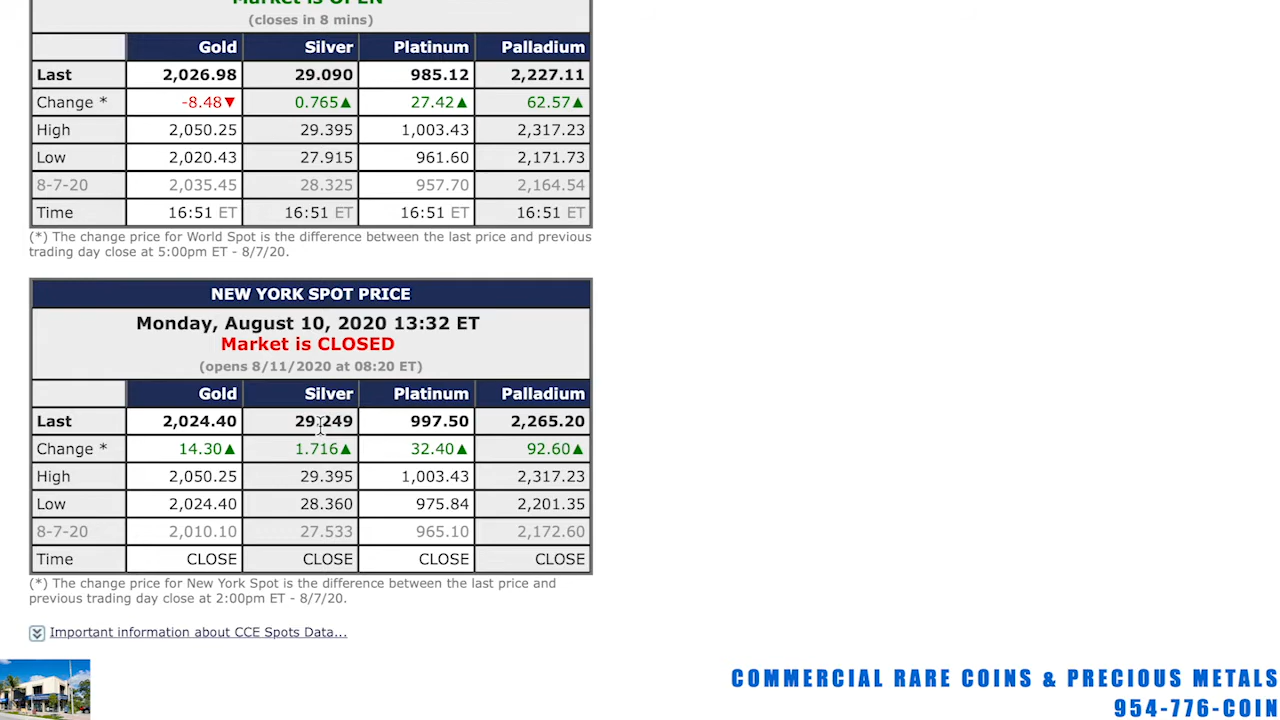 Market is OPEN
(closes in 8 mins)
Gold Silver Platinum Palladium
Last 2,026.98 29.090 985.12 2,227.11
Change * -8.48▼ 0.765▲ 27.42▲ 62.57▲
High 2,050.25 29.395 1,003.43 2,317.23
Low 2,020.43 27.915 961.60 2,171.73
8-7-20 2,035.45 28.325 957.70 2,164.54
Time 16:51 ET 16:51 ET 16:51 ET 16:51 ET
(*) The change price for World Spot is the difference between the last price and previous
trading day close at 5:00pm ET - 8/7/20.
NEW YORK SPOT PRICE
Monday, August 10, 2020 13:32 ET
Market is CLOSED
(opens 8/11/2020 at 08:20 ET)
Gold Silver Platinum Palladium
Last 2,024.40 29.249 997.50 2,265.20
Change * 14.30▲ 1.716▲ 32.40▲ 92.60▲
High 2,050.25 29.395 1,003.43 2,317.23
Low 2,024.40 28.360 975.84 2,201.35
8-7-20 2,010.10 27.533 965.10 2,172.60
Time CLOSE CLOSE CLOSE CLOSE
(*) The change price for New York Spot is the difference between the last price and
previous trading day close at 2:00pm ET - 8/7/20.
Important information about CCE Spots Data...
COMMERCIAL RARE COINS & PRECIOUS METALS
954-776-COIN